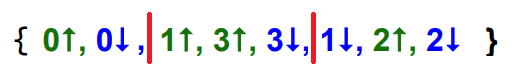 { 0↑, 0↓, 1↑, 3↑, 3↓, 1↓, 2↑, 2↓ }